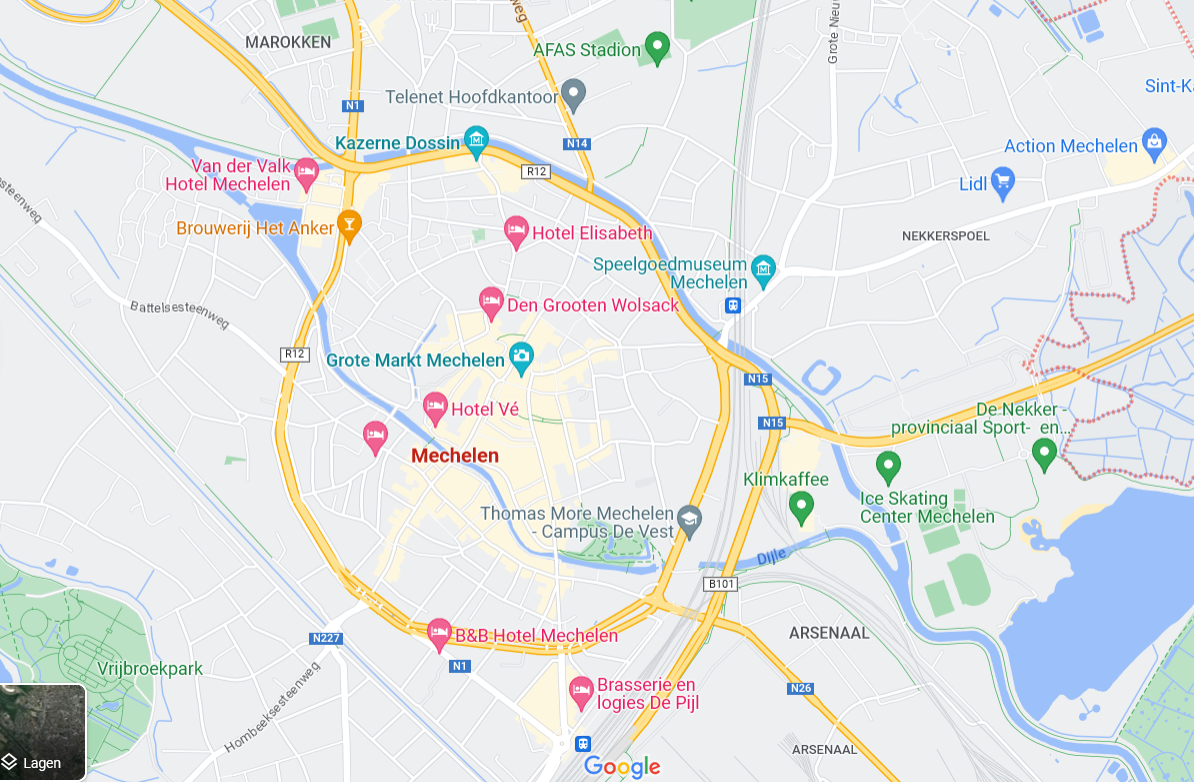 weg
MAROKKEN
AFAS Stadion
Grote Nieu
Sint-Ka
Telenet Hoofdkantoor
N1
Kazerne Dossin
N14
Action Mechelen
Van der Valk
Hotel Mechelen
R12
Lidl
esteenweg
Brouwerij Het Anker
Hotel Elisabeth
NEKKERSPOEL
Speelgoedmuseum
Mechelen
Battelsesteenweg
Den Grooten Wolsack
R12
Grote Markt Mechelen
N15
Hotel Vé
N15
De Nekker -
provinciaal Sport- en...
Mechelen
Klimkaffee
Ice Skating
Center Mechelen
Thomas More Mechelen
- Campus De Vest
Dijle
B101
N227
B&B Hotel Mechelen
ARSENAAL
N1
Vrijbroekpark
Hombeeksesteenweg
Brasserie en
logies De Pijl
N26
ARSENAAL
Lagen
Google